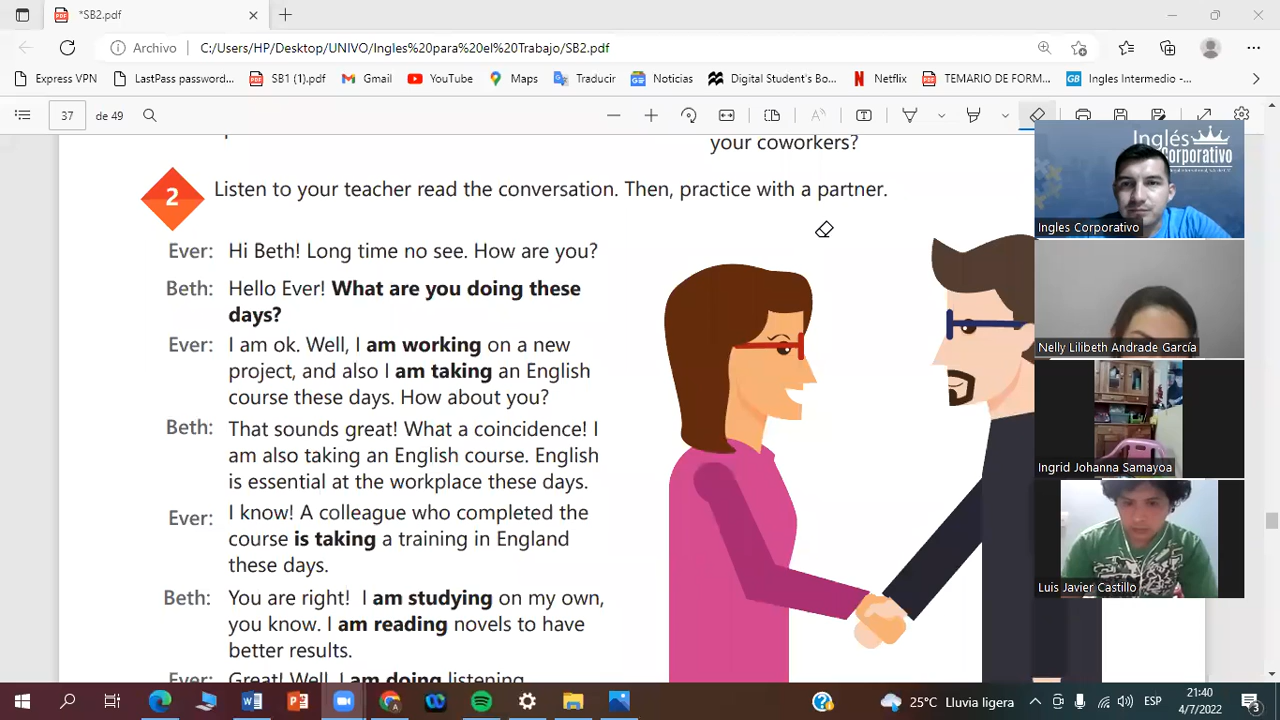 *SB2.pdf
Archivo
C:/Users/HP/Desktop/UNIVO/Ingles%20para%20el%20Trabajo/SB2.pdf
Express VPN
LastPass password...
SB1 (1).pdf
Gmail
YouTube
Maps
Traducir
Noticias
Digital Student's Bo...
Netflix
TEMARIO DE FORM...
Ingles Intermedio -...
37 de 49
your coworkers?
2 Listen to your teacher read the conversation. Then, practice with a partner.
Ever: Hi Beth! Long time no see. How are you?
Beth: Hello Ever! What are you doing these
days?
Ever: I am ok. Well, I am working on a new
project, and also I am taking an English
course these days. How about you?
Beth: That sounds great! What a coincidence! I
am also taking an English course. English
is essential at the workplace these days.
Ever: I know! A colleague who completed the
course is taking a training in England
these days.
Beth: You are right! I am studying on my own,
you know. I am reading novels to have
better results.
Ever: Great! Well, I am doing listening
Inglés
Corporativo
Ingles Corporativo
Nelly Lilibeth Andrade García
Ingrid Johanna Samayoa
Luis Javier Castillo
25°C Lluvia ligera
ESP
21:40
4/7/2022
3